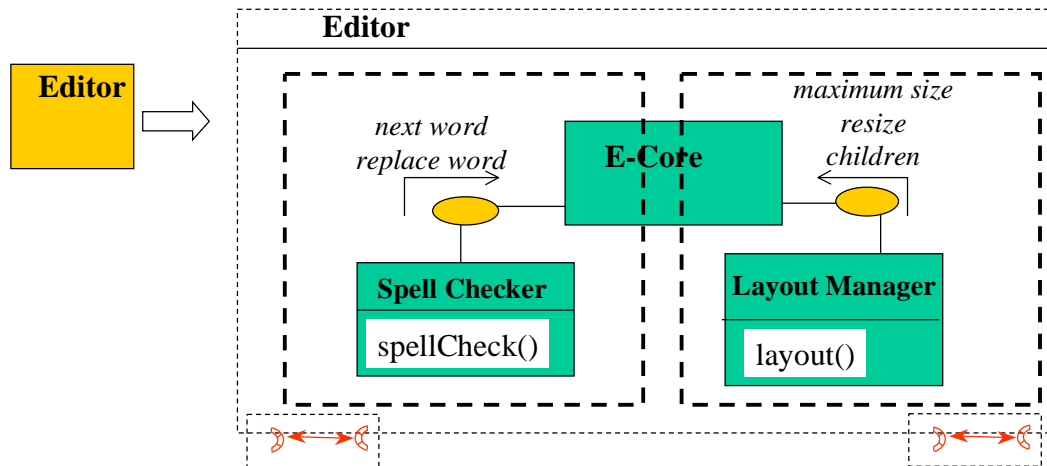 Editor
Editor
next word
replace word
E-Core
maximum size
resize
children
Spell Checker
spellCheck()
Layout Manager
layout()